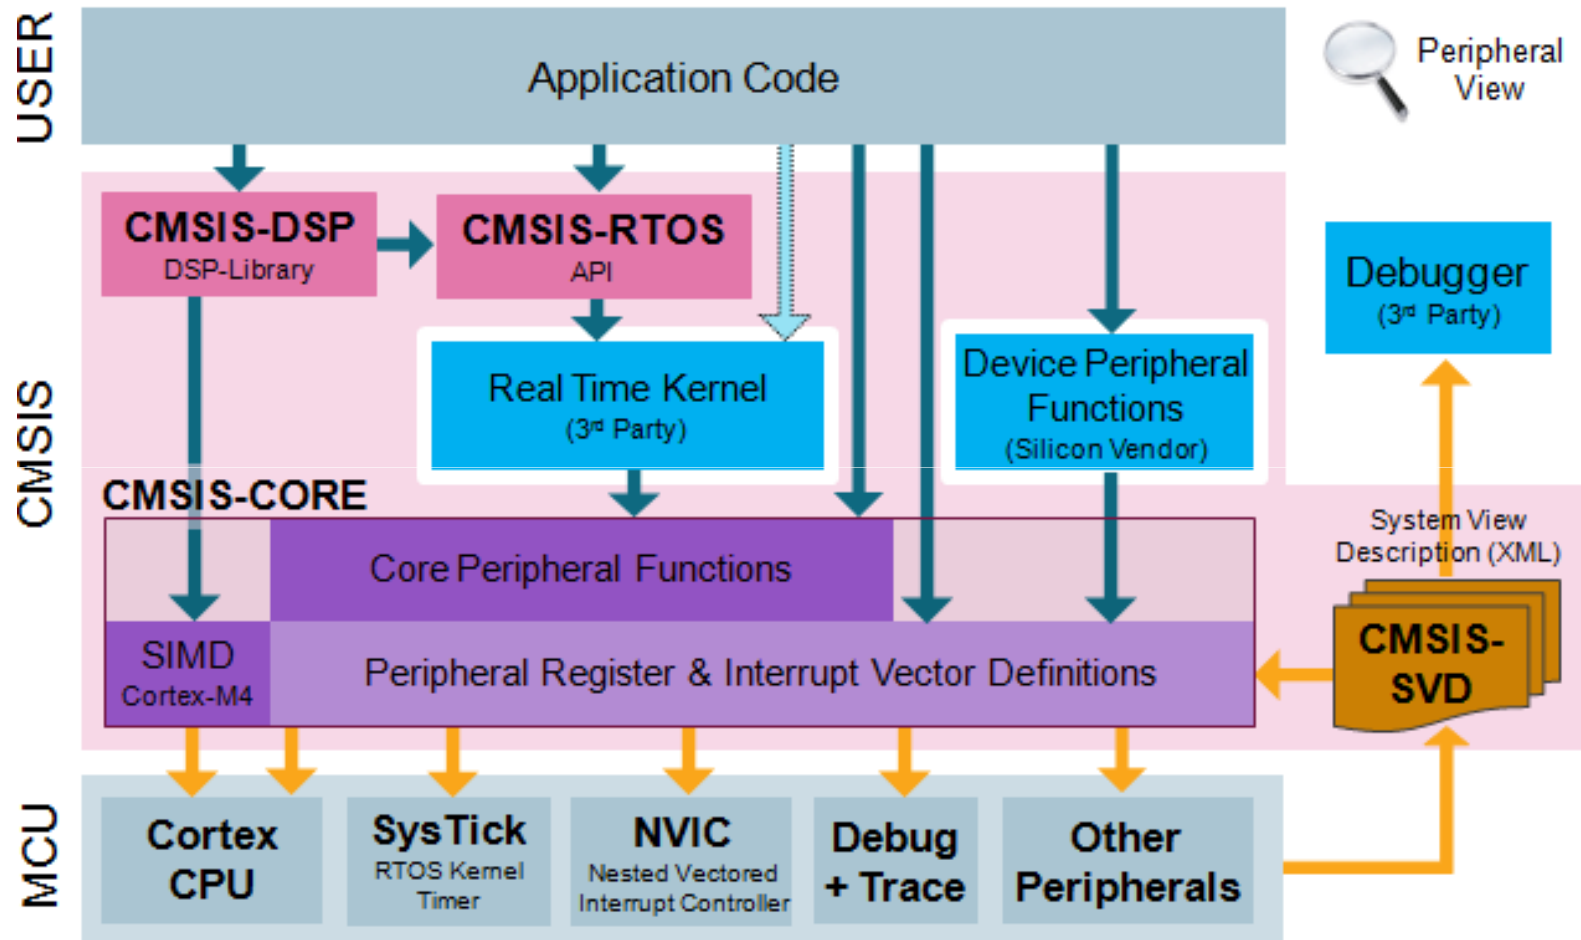 USER
Application Code
Peripheral
View
CMSIS
CMSIS-DSP
DSP-Library
CMSIS-RTOS
API
Real Time Kernel
(3rd Party)
Device Peripheral
Functions
(Silicon Vendor)
Debugger
(3rd Party)
CMSIS-CORE
Core Peripheral Functions
SIMD
Cortex-M4
Peripheral Register & Interrupt Vector Definitions
System View
Description (XML)
CMSIS-
SVD
MCU
Cortex
CPU
SysTick
RTOS Kernel
Timer
NVIC
Nested Vectored
Interrupt Controller
Debug
+ Trace
Other
Peripherals